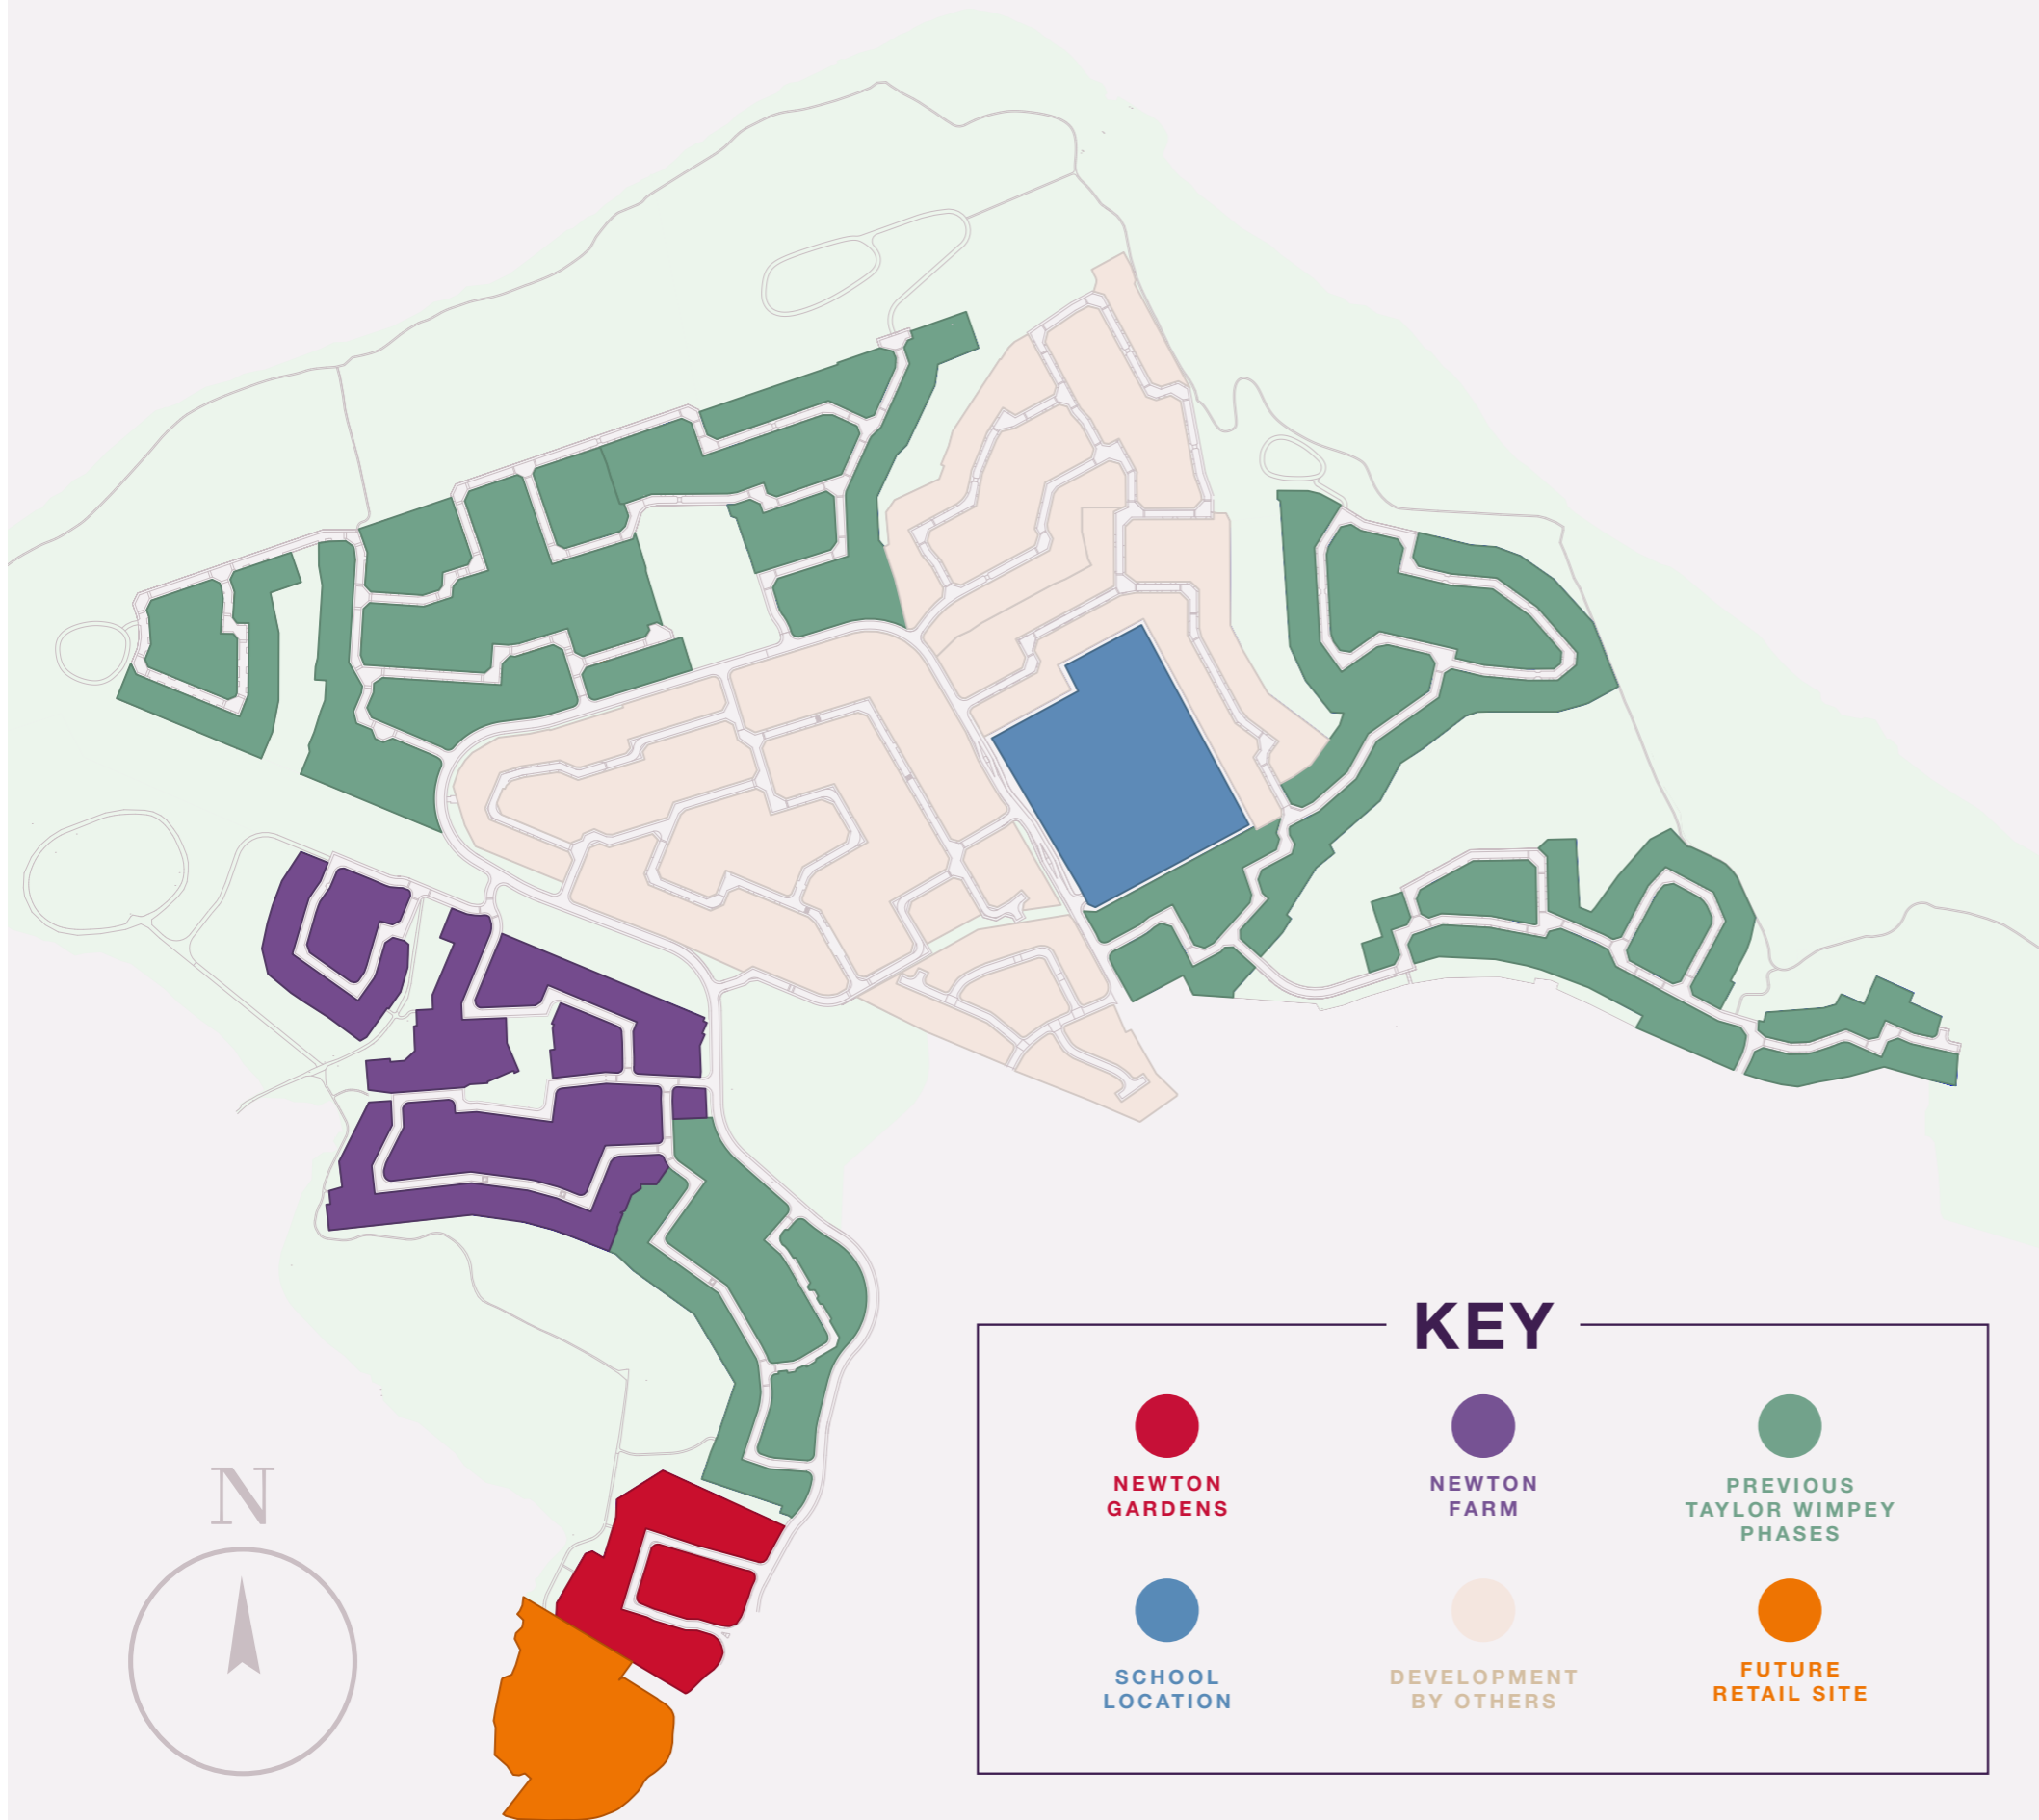 N
KEY
NEWTON
GARDENS
NEWTON
FARM
PREVIOUS
TAYLOR WIMPEY
PHASES
SCHOOL
LOCATION
DEVELOPMENT
BY OTHERS
FUTURE
RETAIL SITE